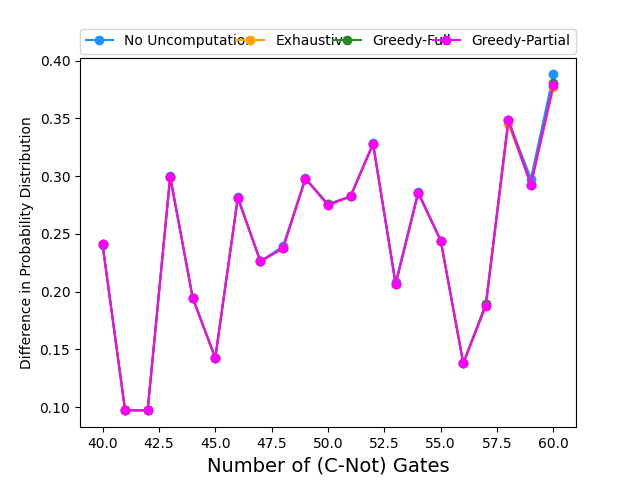 No Uncomputation Exhaustive Greedy-Full Greedy-Partial
0.40
0.35
0.30
0.25
0.20
0.15
0.10
Difference in Probability Distribution
40.0 42.5 45.0 47.5 50.0 52.5 55.0 57.5 60.0
Number of (C-Not) Gates